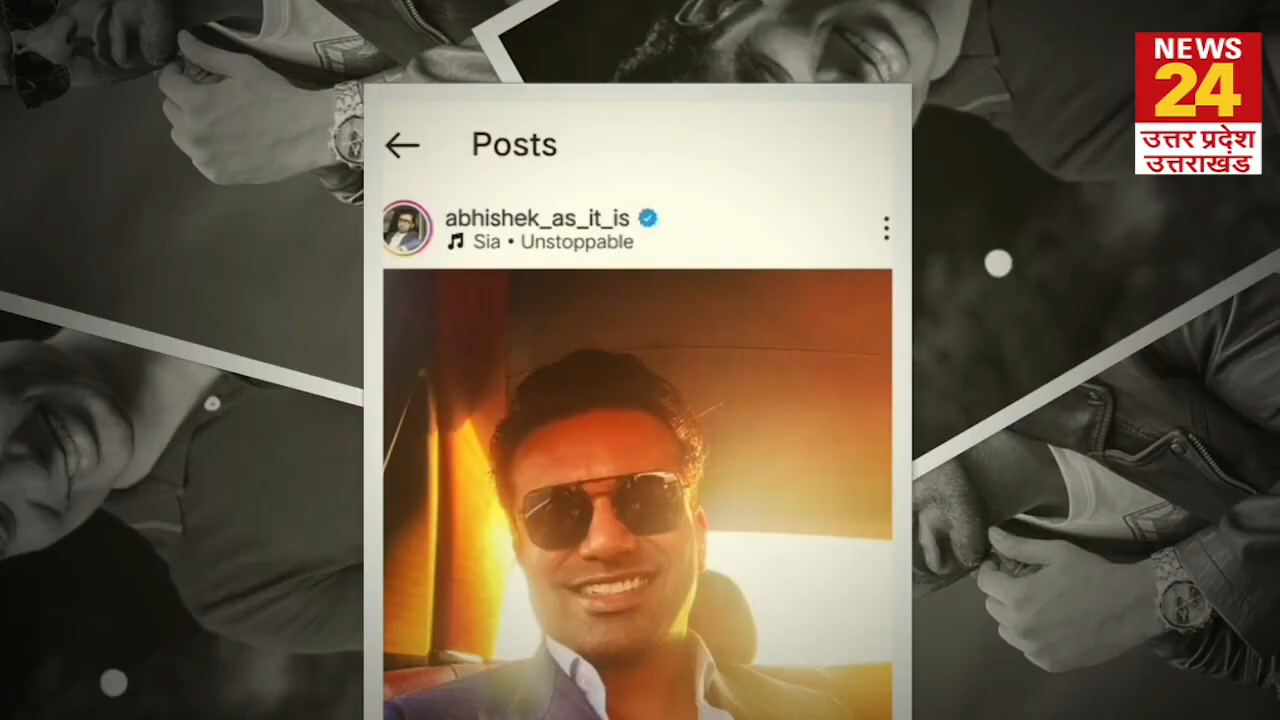 NEWS
24
उत्तर प्रदेश
उत्तराखंड
Posts
abhishek_as_it_is
Sia • Unstoppable